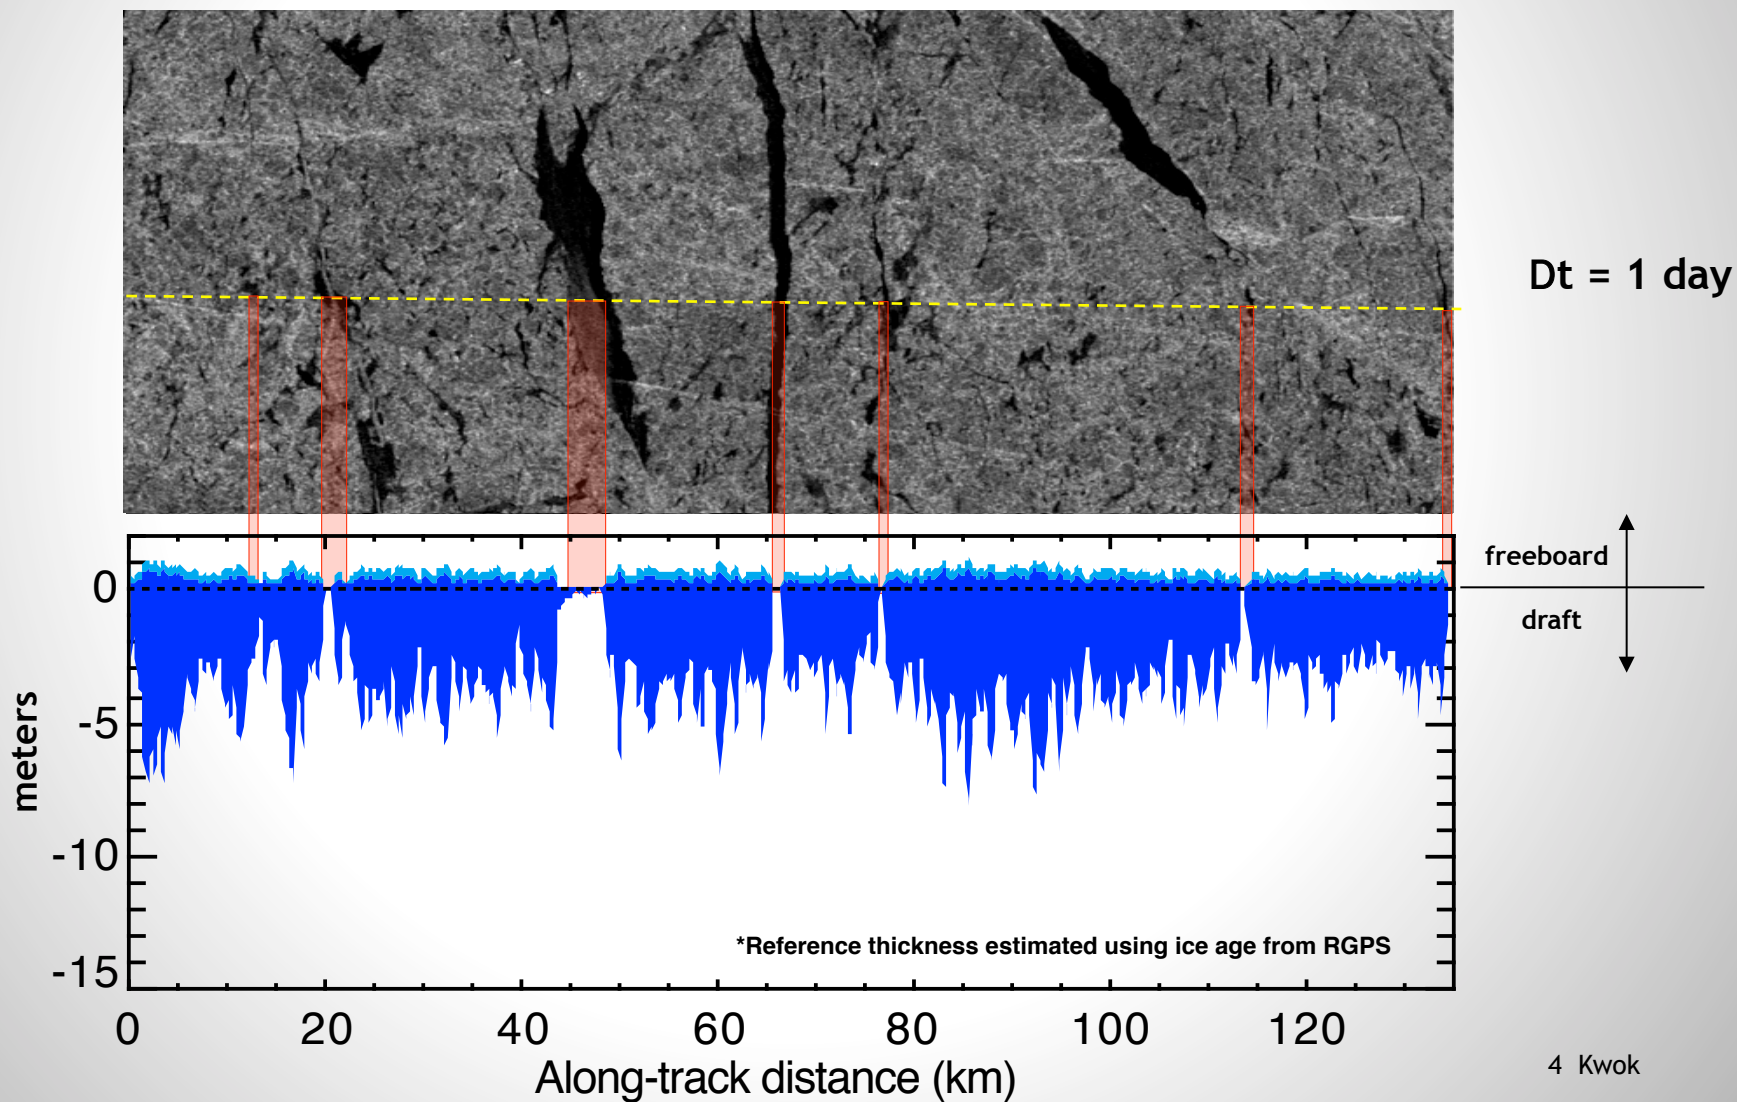 Dt = 1 day
freeboard
draft
meters
0
-5
-10
-15
*Reference thickness estimated using ice age from RGPS
0 20 40 60 80 100 120
Along-track distance (km)
4 Kwok